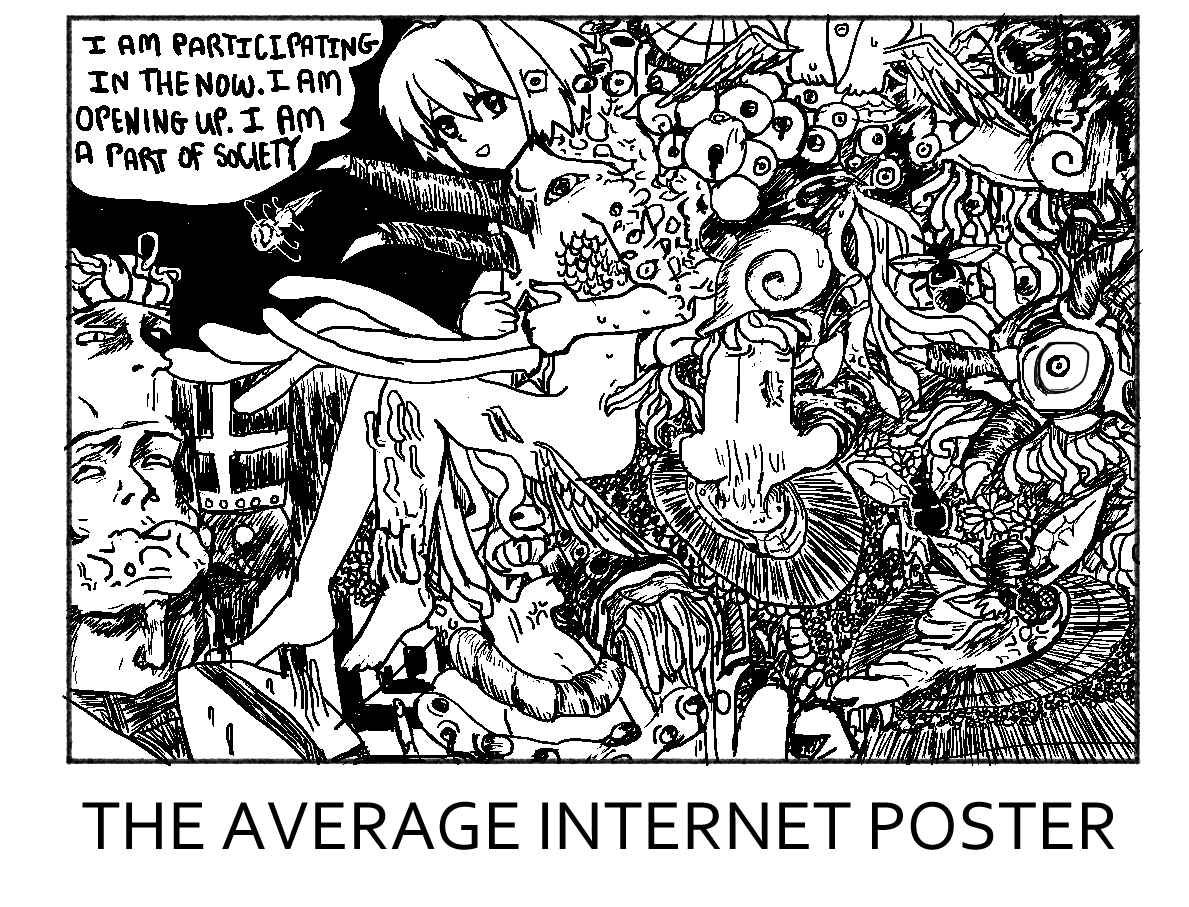 I AM PARTICIPATING
IN THE NOW. I AM
OPENING UP. I AM
A PART OF SOCIETY
THE AVERAGE INTERNET POSTER